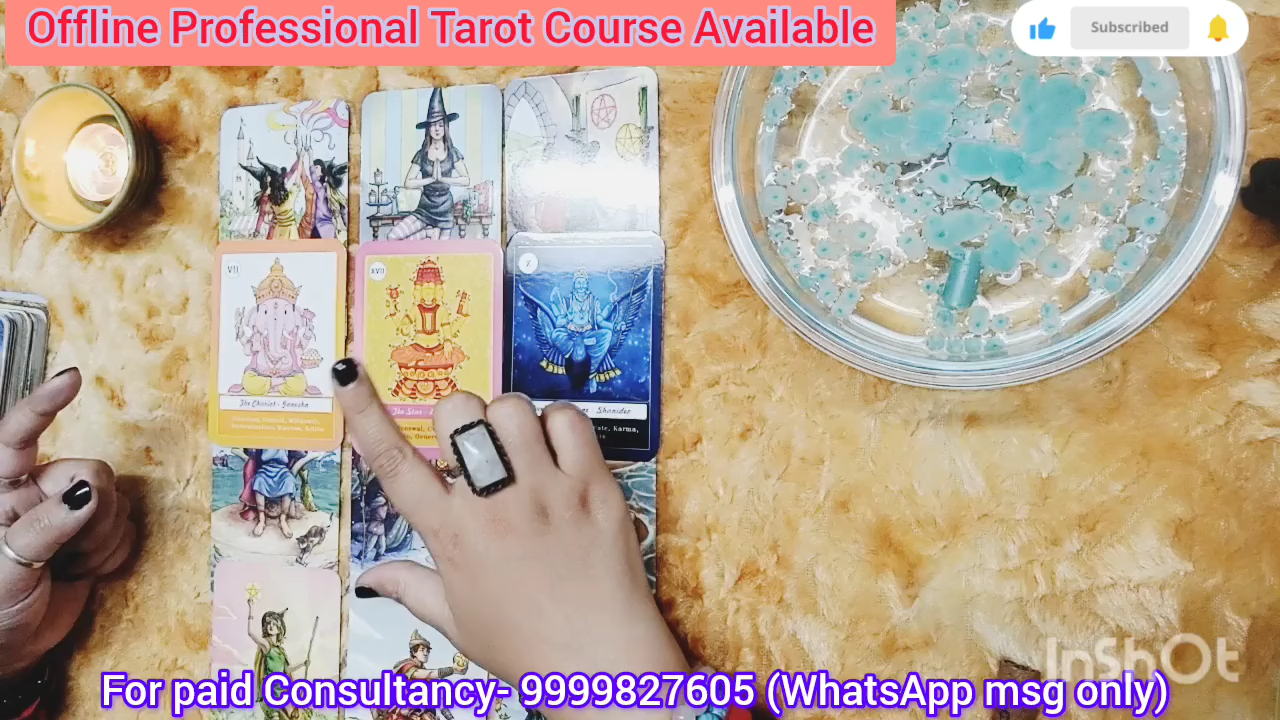 Offline Professional Tarot Course Available
Subscribed
VII
XVII
X
The Chariot - Ganesha
The Star -
Shanidev
Karma,
For paid Consultancy- 9999827605 (WhatsApp msg only)
InShOt